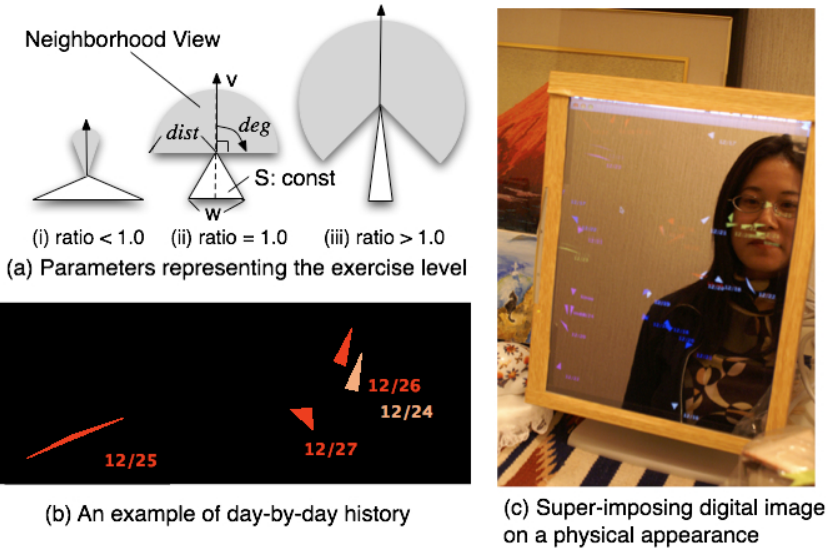 Neighborhood View
v
dist
deg
S: const
w
(i) ratio < 1.0
(ii) ratio = 1.0
(iii) ratio > 1.0
(a) Parameters representing the exercise level
12/26
12/24
12/25
12/27
(b) An example of day-by-day history
(c) Super-imposing digital image
on a physical appearance